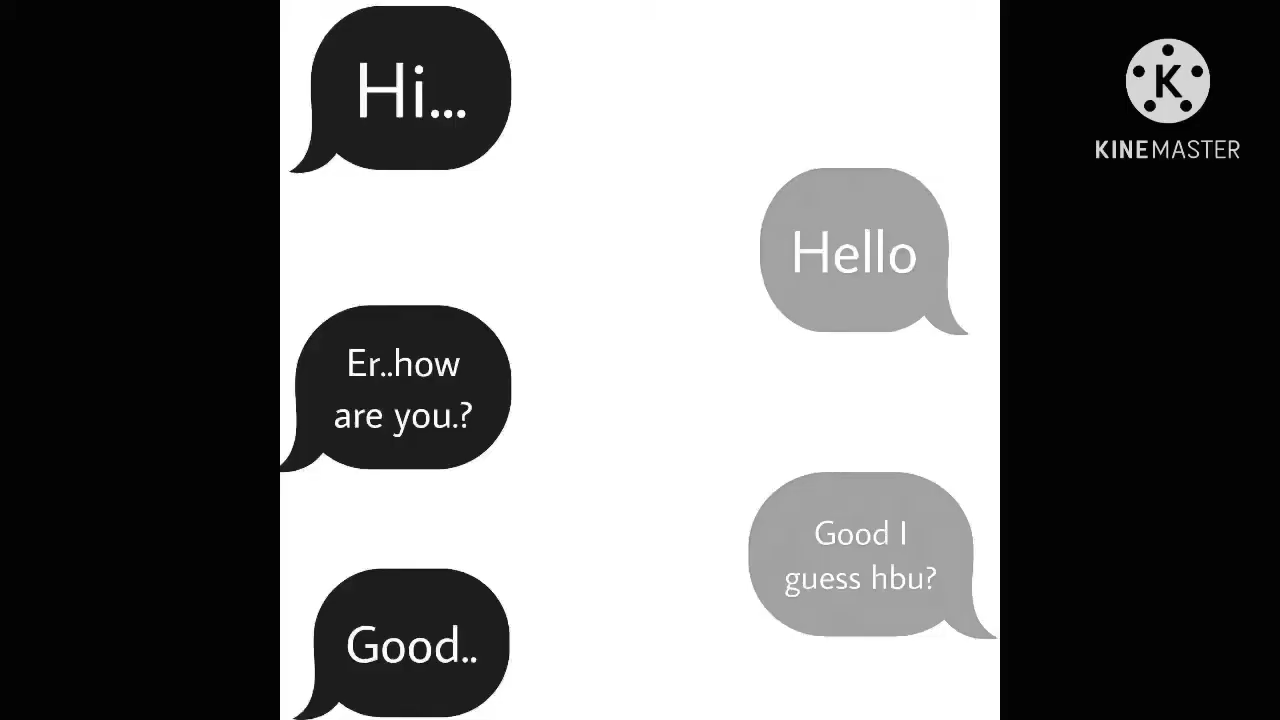 Hi...
KINEMASTER
Hello
Er..how
are you.?
Good I
guess hbu?
Good..